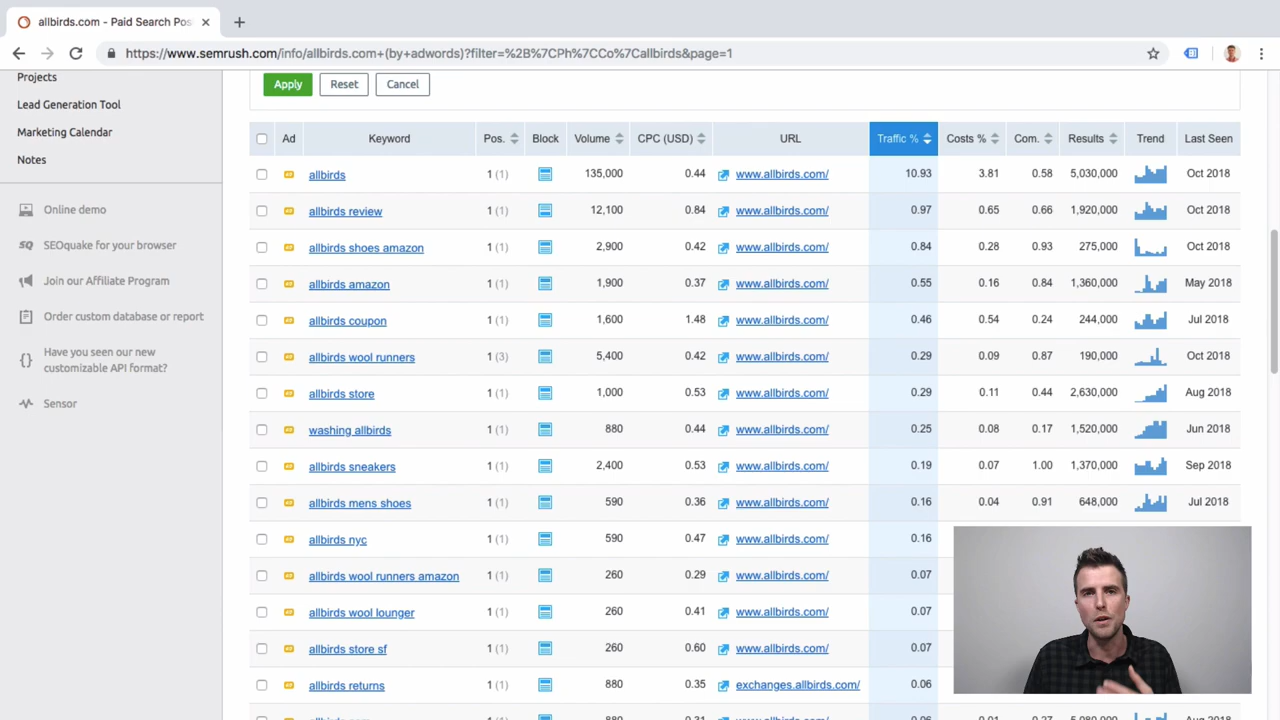 allbirds.com - Paid Search Pos
https://www.semrush.com/info/allbirds.com+(by+adwords)?filter=%2B%7CPh%7CCo%7Callbirds&page=1
Projects
Lead Generation Tool
Marketing Calendar
Notes
Online demo
SEOquake for your browser
Join our Affiliate Program
Order custom database or report
Have you seen our new
customizable API format?
Sensor
Apply Reset Cancel
Ad Keyword Pos. Block Volume CPC (USD) URL Traffic % Costs % Com. Results Trend Last Seen
allbirds 1 (1) 135,000 0.44 www.allbirds.com/ 10.93 3.81 0.58 5,030,000 Oct 2018
allbirds review 1 (1) 12,100 0.84 www.allbirds.com/ 0.97 0.65 0.66 1,920,000 Oct 2018
allbirds shoes amazon 1 (1) 2,900 0.42 www.allbirds.com/ 0.84 0.28 0.93 275,000 Oct 2018
allbirds amazon 1 (1) 1,900 0.37 www.allbirds.com/ 0.55 0.16 0.84 1,360,000 May 2018
allbirds coupon 1 (1) 1,600 1.48 www.allbirds.com/ 0.46 0.54 0.24 244,000 Jul 2018
allbirds wool runners 1 (3) 5,400 0.42 www.allbirds.com/ 0.29 0.09 0.87 190,000 Oct 2018
allbirds store 1 (1) 1,000 0.53 www.allbirds.com/ 0.29 0.11 0.44 2,630,000 Aug 2018
washing allbirds 1 (1) 880 0.44 www.allbirds.com/ 0.25 0.08 0.17 1,520,000 Jun 2018
allbirds sneakers 1 (1) 2,400 0.53 www.allbirds.com/ 0.19 0.07 1.00 1,370,000 Sep 2018
allbirds mens shoes 1 (1) 590 0.36 www.allbirds.com/ 0.16 0.04 0.91 648,000 Jul 2018
allbirds nyc 1 (1) 590 0.47 www.allbirds.com/ 0.16
allbirds wool runners amazon 1 (1) 260 0.29 www.allbirds.com/ 0.07
allbirds wool lounger 1 (1) 260 0.41 www.allbirds.com/ 0.07
allbirds store sf 1 (1) 260 0.60 www.allbirds.com/ 0.07
allbirds returns 1 (1) 880 0.35 exchanges.allbirds.com/ 0.06